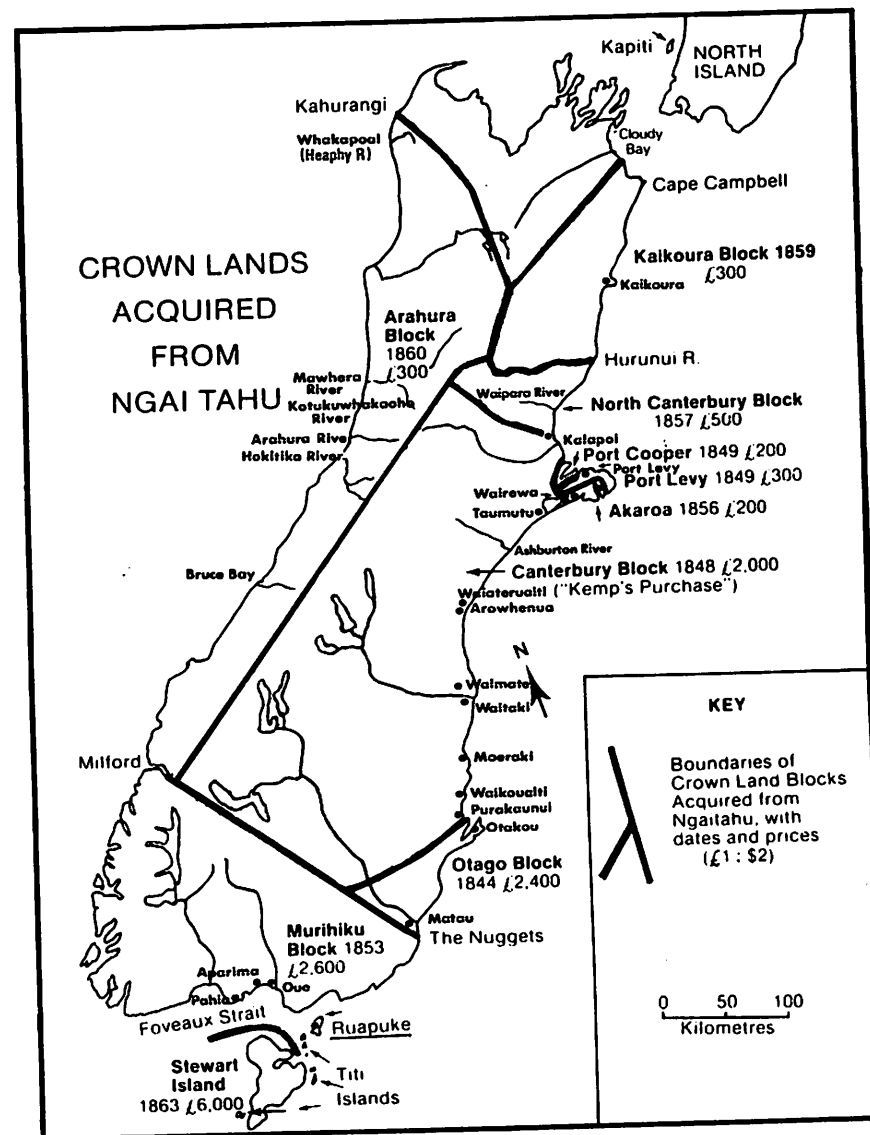 Kapiti
NORTH
ISLAND
Kahurangi
Whakapoai
(Heaphy R)
Cloudy
Bay
Cape Campbell
CROWN LANDS
ACQUIRED
FROM
NGAI TAHU
Kaikoura Block 1859
£300
Kaikoura
Arahura
Block
1860
£300
Hurunui R.
Mawhera
River
Kotukuwhakaoho
River
Waipara River
North Canterbury Block
1857 £500
Arahura Rive
Hokitika River
Kaiapoi
Port Cooper 1849 £200
Port Levy
Port Levy 1849 £300
Wairewa
Taumutu
Akaroa 1856 £200
Ashburton River
Canterbury Block 1848 £2,000
("Kemp's Purchase")
Bruce Bay
Waiaterualti
Arowhenua
N
Waimate
Waitaki
KEY
Milford
Moeraki
Boundaries of
Crown Land Blocks
Acquired from
Ngaitahu, with
dates and prices
(£1 : $2)
Waikouaiti
Purakaunui
Otakou
Otago Block
1844 £2,400
Matau
The Nuggets
Murihiku
Block 1853
£2,600
Aparima
Oue
Pahia
Foveaux Strait
Ruapuke
0 50 100
Kilometres
Stewart
Island
1863 £6,000
Titi
Islands